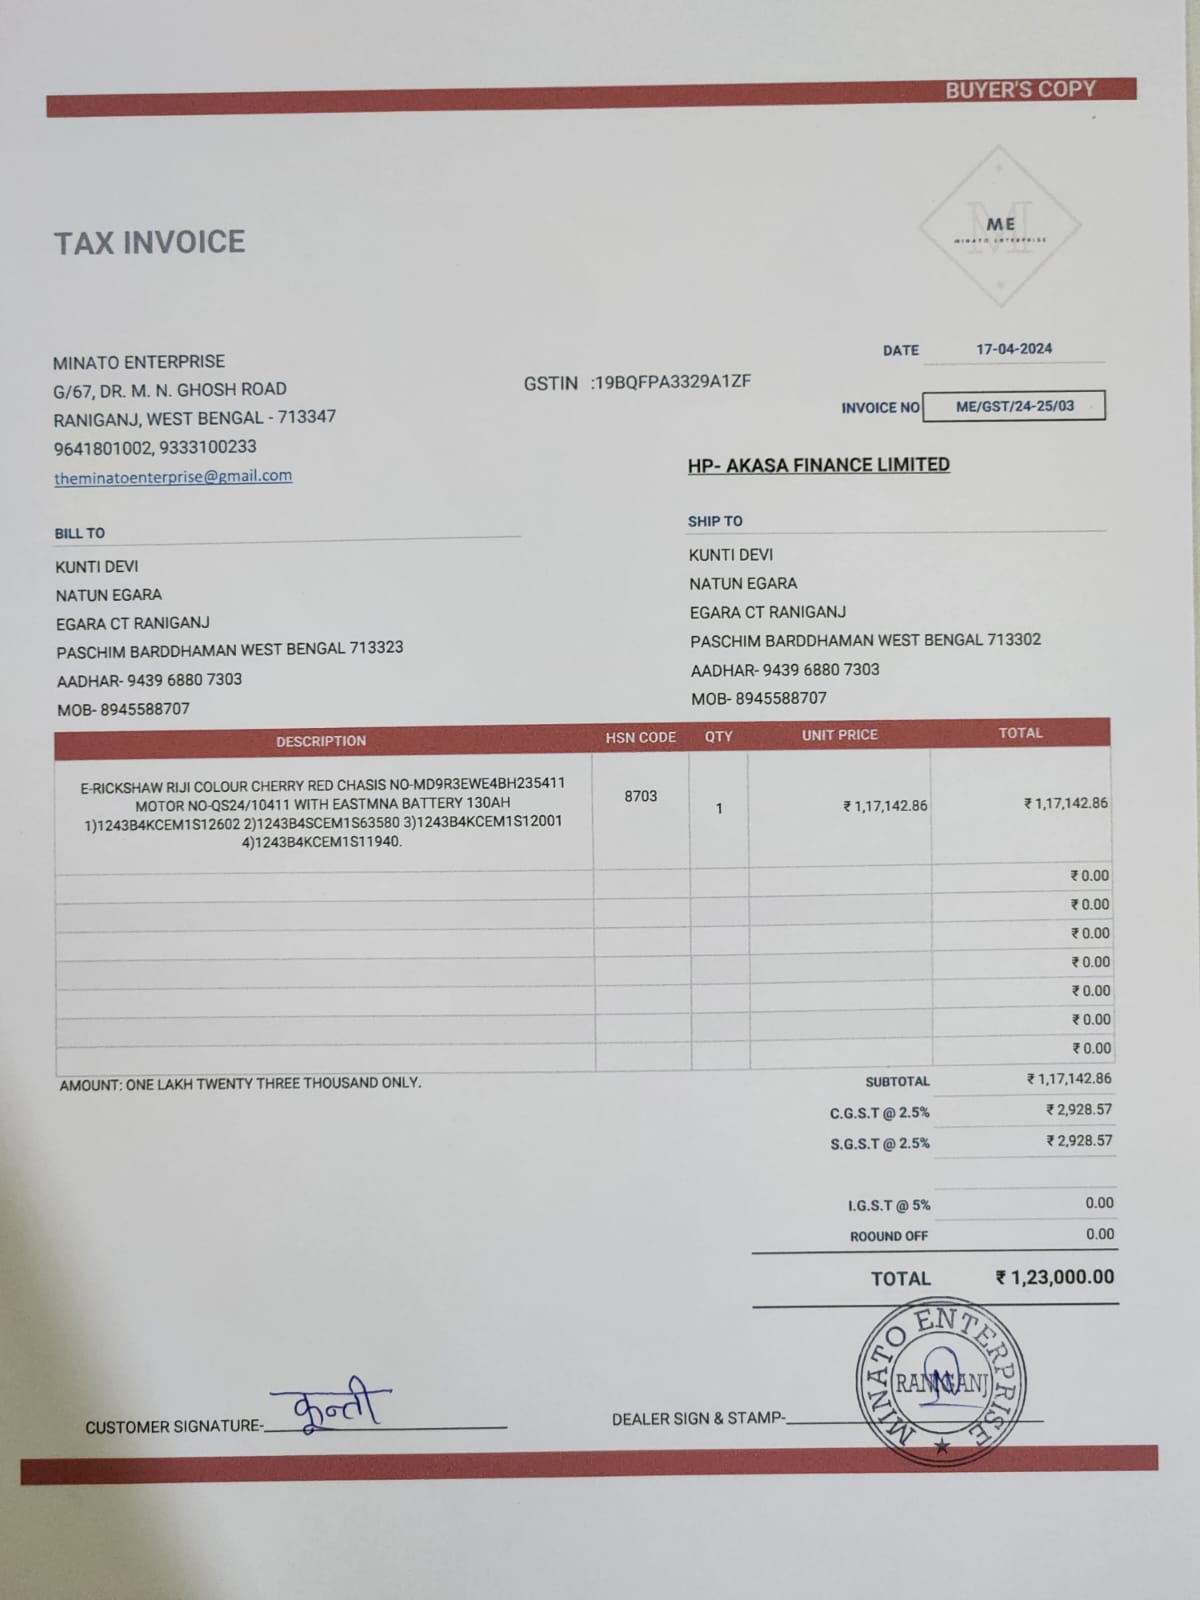 BUYER'S COPY
ME
MINATO ENTERPRISE
TAX INVOICE
MINATO ENTERPRISE
G/67, DR. M. N. GHOSH ROAD
RANIGANJ, WEST BENGAL - 713347
9641801002, 9333100233
theminatoenterprise@gmail.com
GSTIN :19BQFPA3329A1ZF
DATE 17-04-2024
INVOICE NO ME/GST/24-25/03
HP- AKASA FINANCE LIMITED
BILL TO
KUNTI DEVI
NATUN EGARA
EGARA CT RANIGANJ
PASCHIM BARDDHAMAN WEST BENGAL 713323
AADHAR- 9439 6880 7303
MOB- 8945588707
SHIP TO
KUNTI DEVI
NATUN EGARA
EGARA CT RANIGANJ
PASCHIM BARDDHAMAN WEST BENGAL 713302
AADHAR- 9439 6880 7303
MOB- 8945588707
DESCRIPTION HSN CODE QTY UNIT PRICE TOTAL
E-RICKSHAW RIJI COLOUR CHERRY RED CHASIS NO-MD9R3EWE4BH235411
MOTOR NO-QS24/10411 WITH EASTMNA BATTERY 130AH
1)1243B4KCEM1S12602 2)1243B4SCEM1S63580 3)1243B4KCEM1S12001
4)1243B4KCEM1S11940.
8703 1 ₹ 1,17,142.86 ₹ 1,17,142.86
₹ 0.00
₹ 0.00
₹ 0.00
₹ 0.00
₹ 0.00
₹ 0.00
₹ 0.00
AMOUNT: ONE LAKH TWENTY THREE THOUSAND ONLY.
SUBTOTAL ₹ 1,17,142.86
C.G.S.T @ 2.5% ₹ 2,928.57
S.G.S.T @ 2.5% ₹ 2,928.57
I.G.S.T @ 5% 0.00
ROOUND OFF 0.00
TOTAL ₹ 1,23,000.00
CUSTOMER SIGNATURE- कून्ती
DEALER SIGN & STAMP-
MINATO ENTERPRISE
RANIGANJ